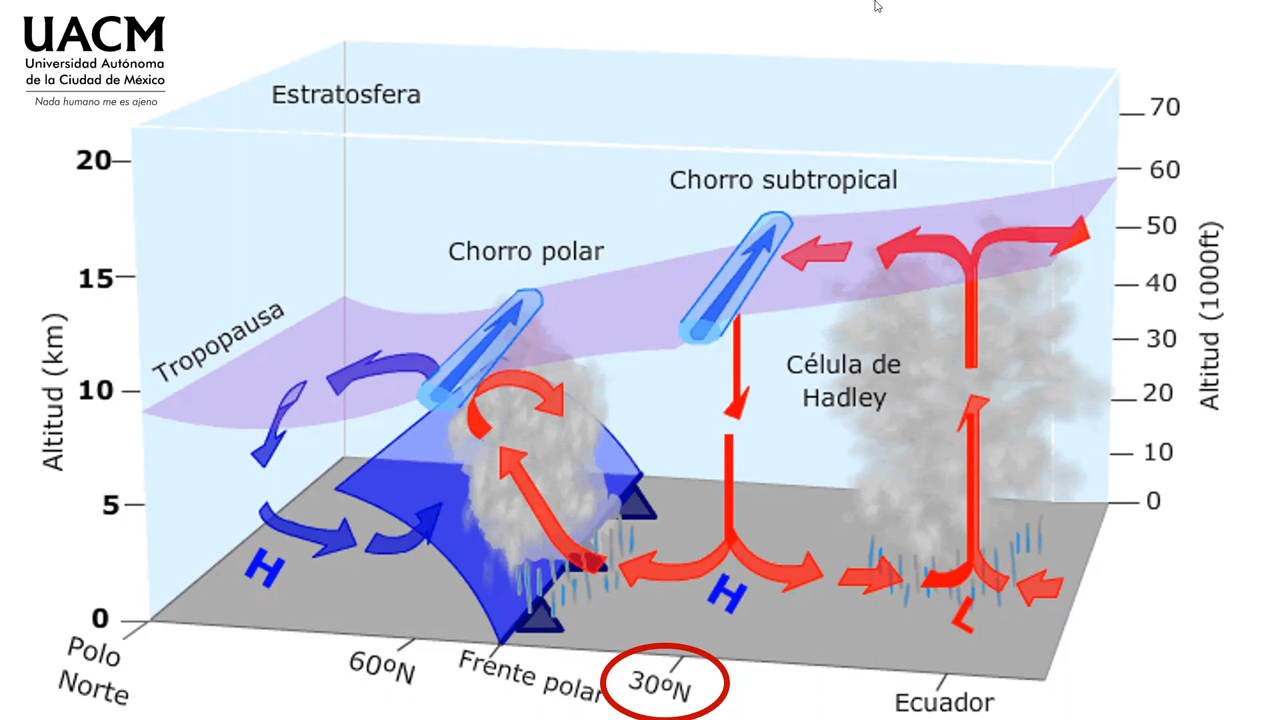 UACM
Universidad Autónoma
de la Ciudad de México
Nada humano me es ajeno
Estratosfera
Chorro subtropical
Chorro polar
Tropopausa
Célula de
Hadley
Altitud (km)
20
15
10
5
0
70
60
50
40
30
20
10
0
Altitud (1000ft)
H
H
L
Polo
Norte
60ºN
Frente polar
30ºN
Ecuador